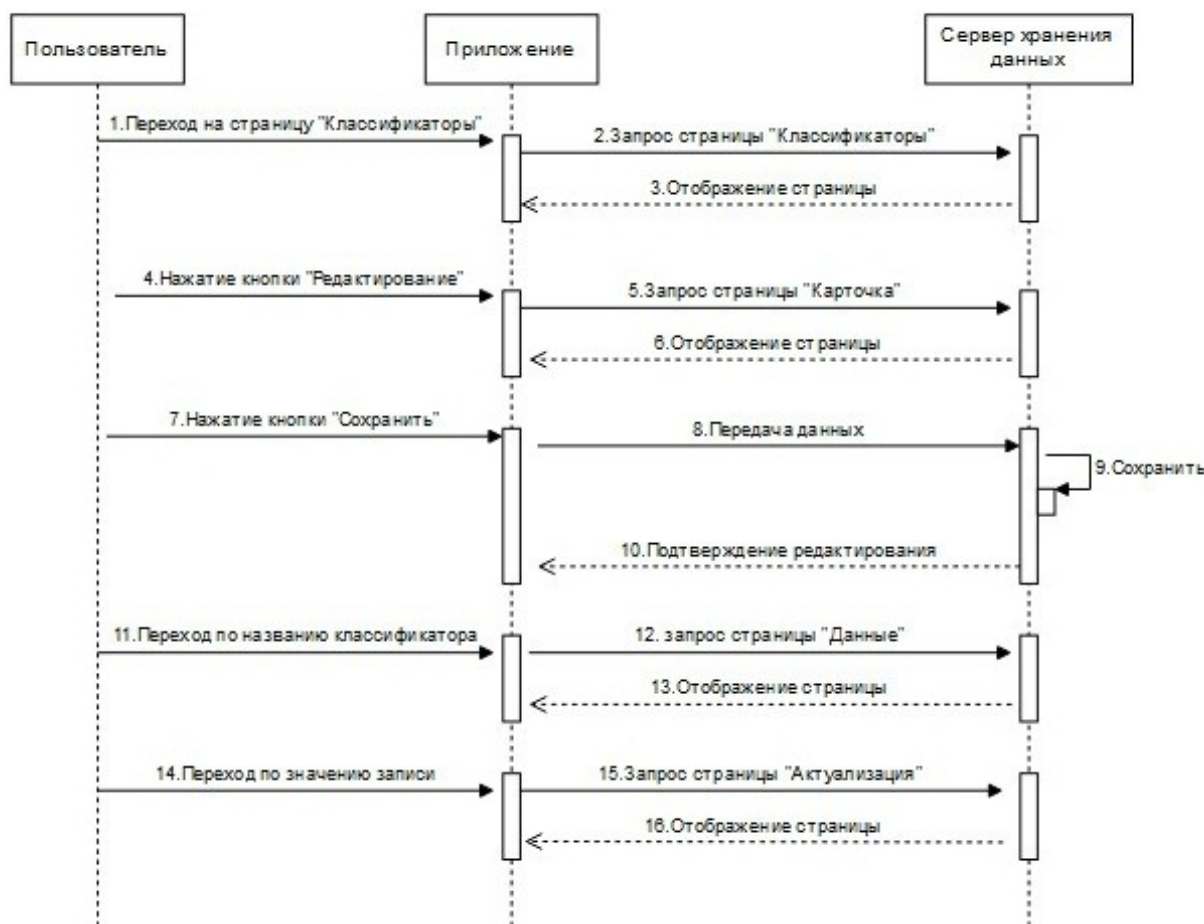 Пользователь
Приложение
Сервер хранения
данных
1.Переход на страницу "Классификаторы"
2.Запрос страницы "Классификаторы"
3.Отображение страницы
4.Нажатие кнопки "Редактирование"
5.Запрос страницы "Карточка"
6.Отображение страницы
7.Нажатие кнопки "Сохранить"
8.Передача данных
9.Сохранить
10.Подтверждение редактирования
11.Переход по названию классификатора
12. запрос страницы "Данные"
13.Отображение страницы
14.Переход по значению записи
15.Запрос страницы "Актуализация"
16.Отображение страницы